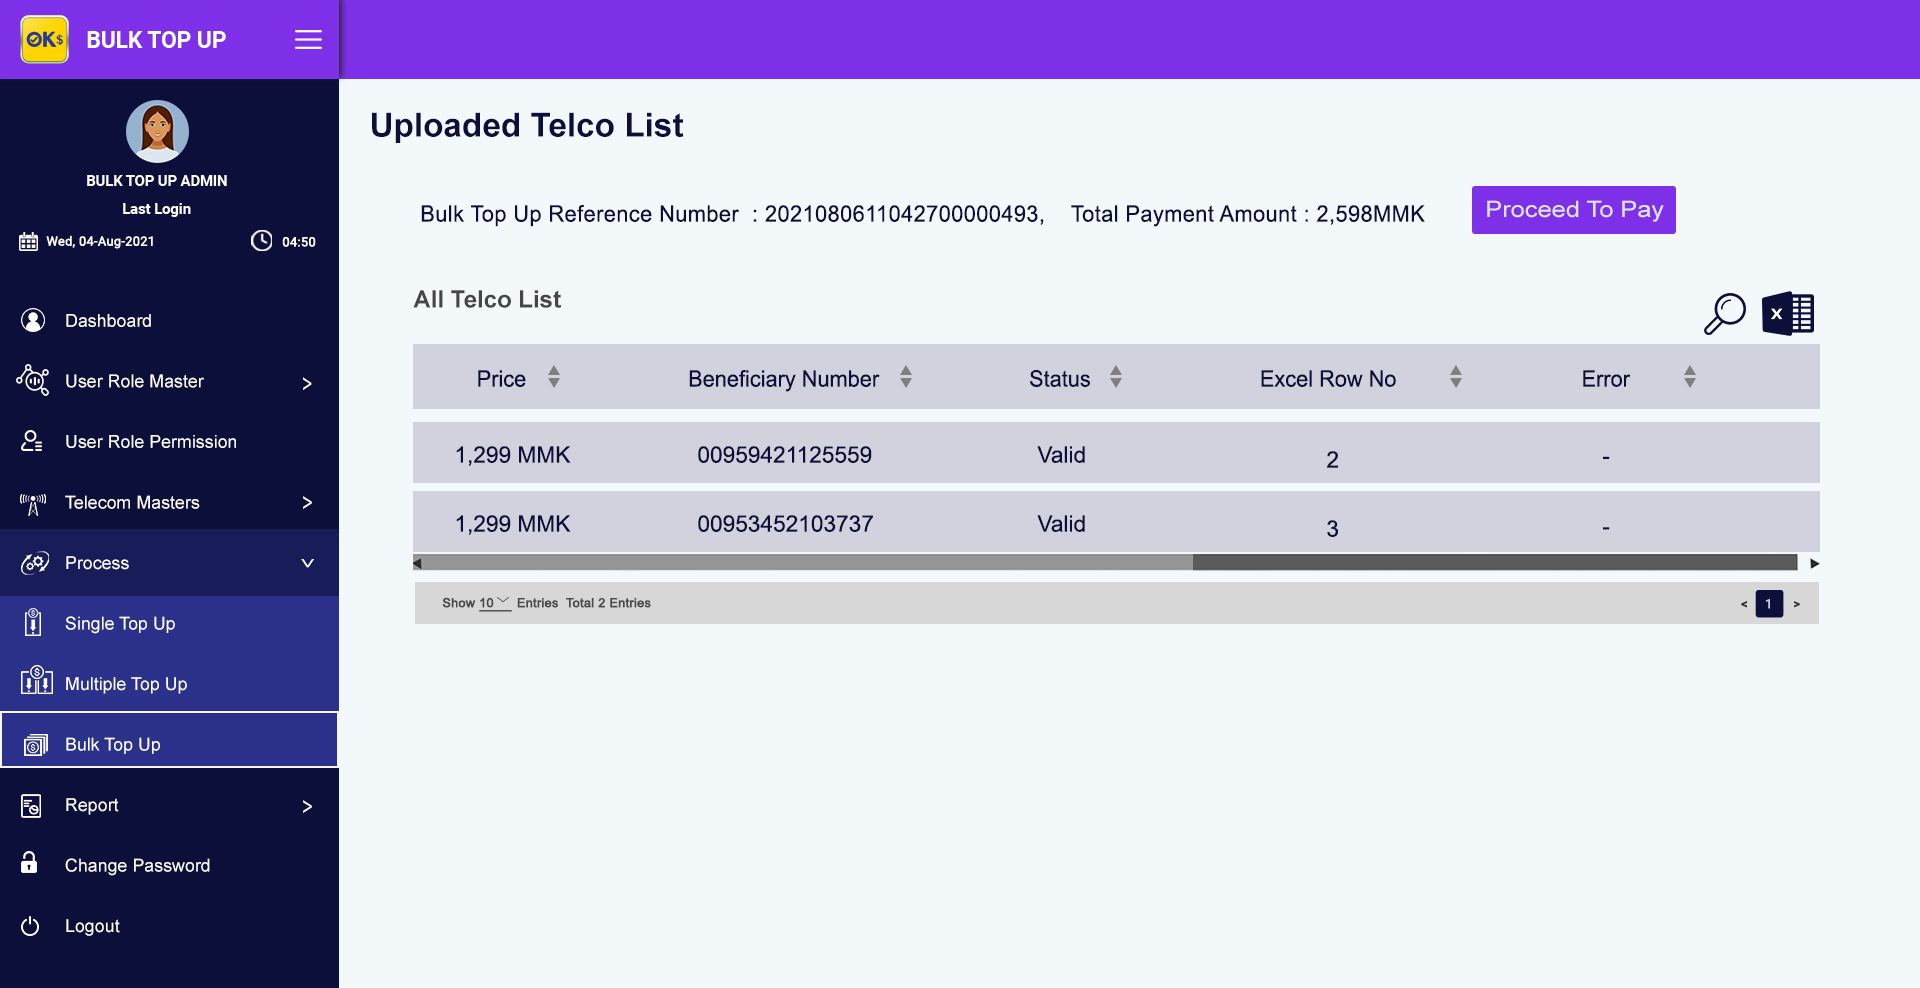 OK$ BULK TOP UP
BULK TOP UP ADMIN
Last Login
Wed, 04-Aug-2021 04:50
Dashboard
User Role Master >
User Role Permission
Telecom Masters >
Process
Single Top Up
Multiple Top Up
Bulk Top Up
Report >
Change Password
Logout
Uploaded Telco List
Bulk Top Up Reference Number : 2021080611042700000493, Total Payment Amount : 2,598MMK
Proceed To Pay
All Telco List
X
Price Beneficiary Number Status Excel Row No Error
1,299 MMK 00959421125559 Valid 2 -
1,299 MMK 00953452103737 Valid 3 -
Show 10 Entries Total 2 Entries < 1 >